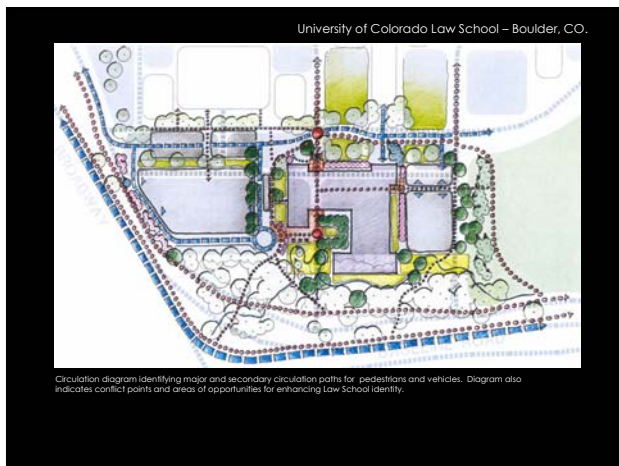 University of Colorado Law School – Boulder, CO.
BROADWAY
Circulation diagram identifying major and secondary circulation paths for pedestrians and vehicles. Diagram also
indicates conflict points and areas of opportunities for enhancing Law School identity.